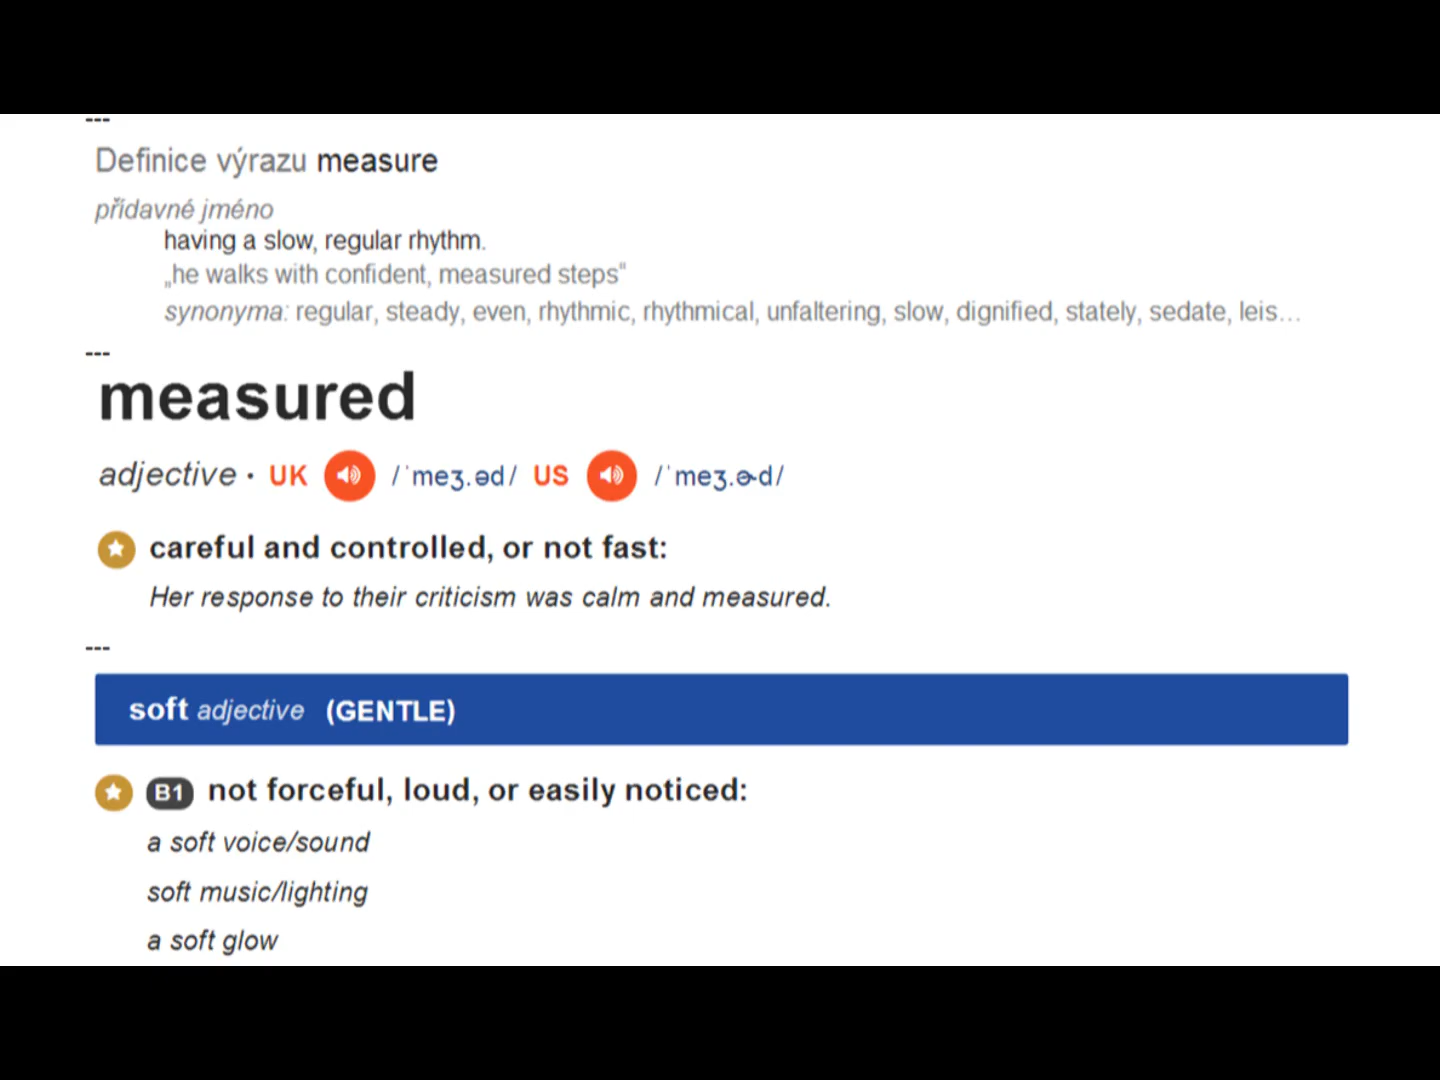 ---
Definice výrazu measure
přídavné jméno
having a slow, regular rhythm.
„he walks with confident, measured steps“
synonyma: regular, steady, even, rhythmic, rhythmical, unfaltering, slow, dignified, stately, sedate, leis…
---
measured
adjective · UK /ˈmeʒ.əd/ US /ˈmeʒ.ɚd/
careful and controlled, or not fast:
Her response to their criticism was calm and measured.
---
soft adjective (GENTLE)
B1 not forceful, loud, or easily noticed:
a soft voice/sound
soft music/lighting
a soft glow